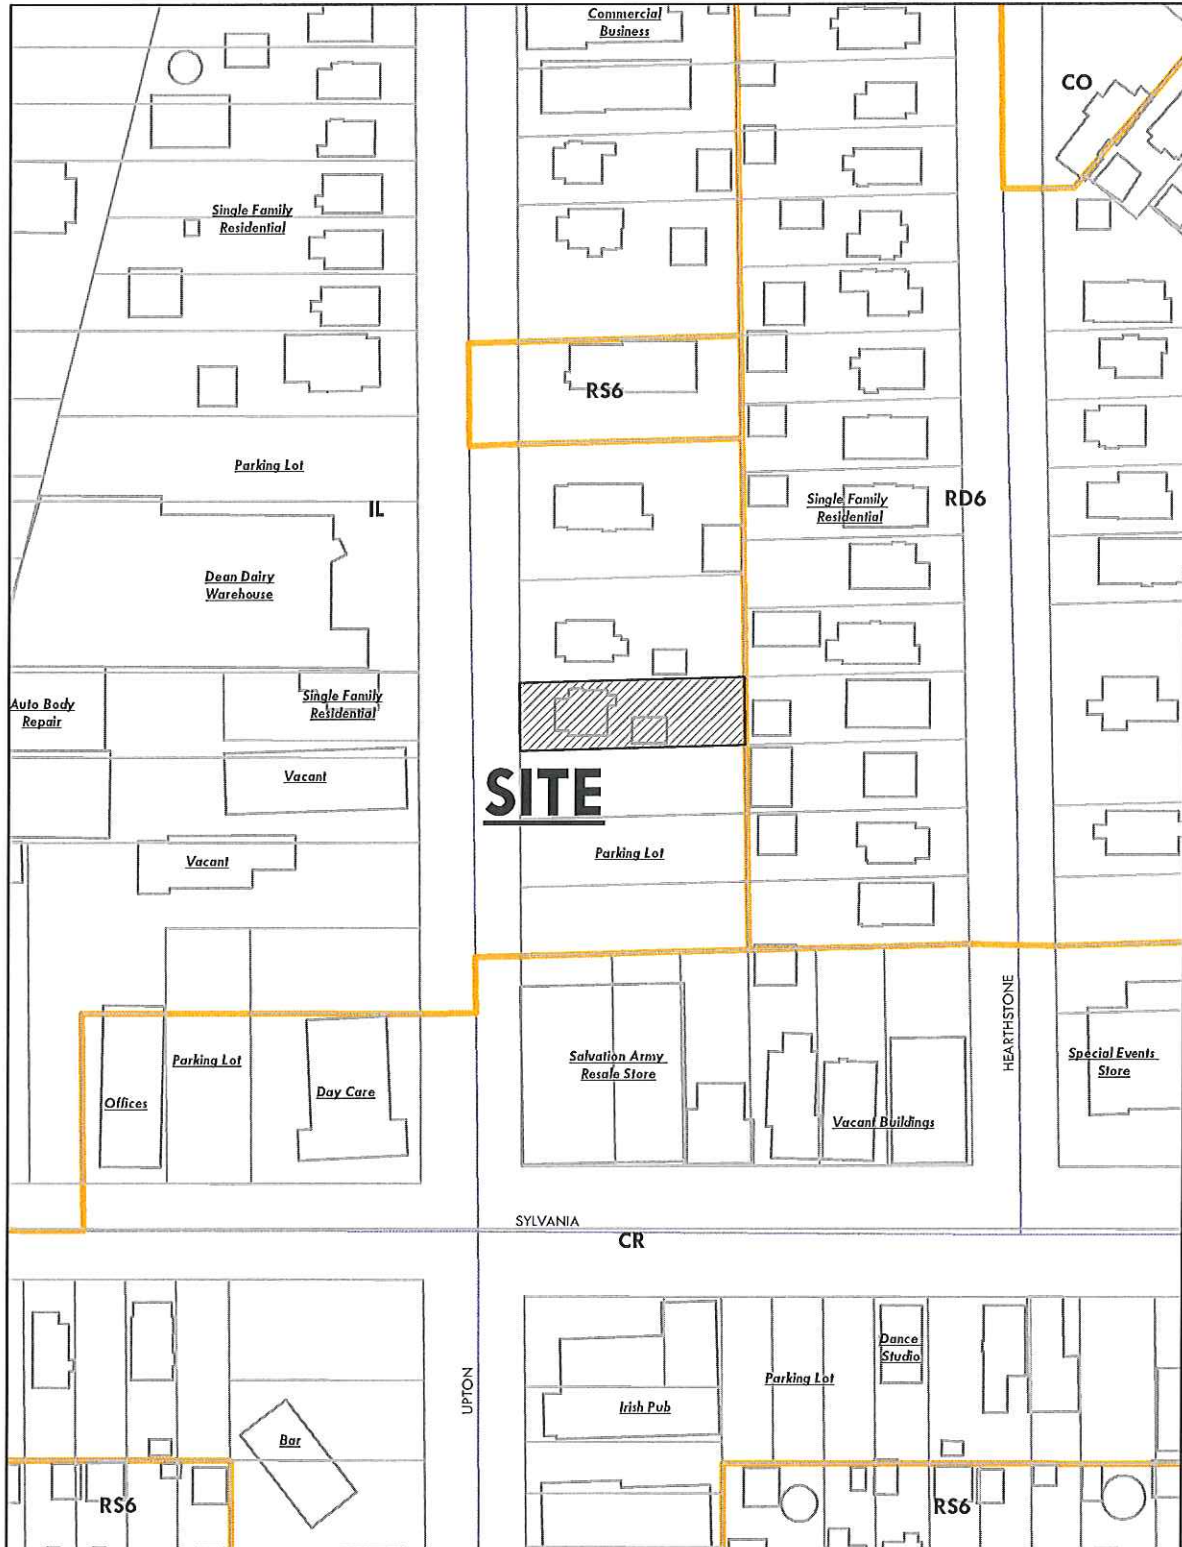 Commercial
Business
CO
Single Family
Residential
RS6
Parking Lot
IL
Single Family
Residential
RD6
Dean Dairy
Warehouse
Auto Body
Repair
Single Family
Residential
Vacant
SITE
Vacant
Parking Lot
HEARTHSTONE
Parking Lot
Offices
Day Care
Salvation Army
Resale Store
Vacant Buildings
Special Events
Store
SYLVANIA
CR
UPTON
Dance
Studio
Parking Lot
Irish Pub
Bar
RS6
RS6